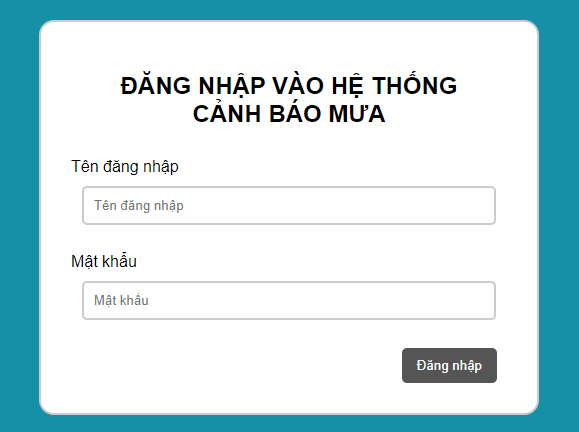 ĐĂNG NHẬP VÀO HỆ THỐNG
CẢNH BÁO MƯA
Tên đăng nhập
Tên đăng nhập
Mật khẩu
Mật khẩu
Đăng nhập